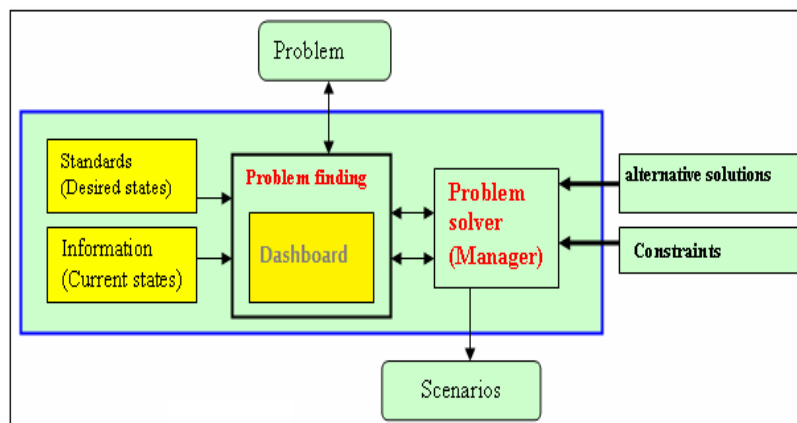 Problem
Standards
(Desired states)
Information
(Current states)
Problem finding
Dashboard
Problem
solver
(Manager)
alternative solutions
Constraints
Scenarios